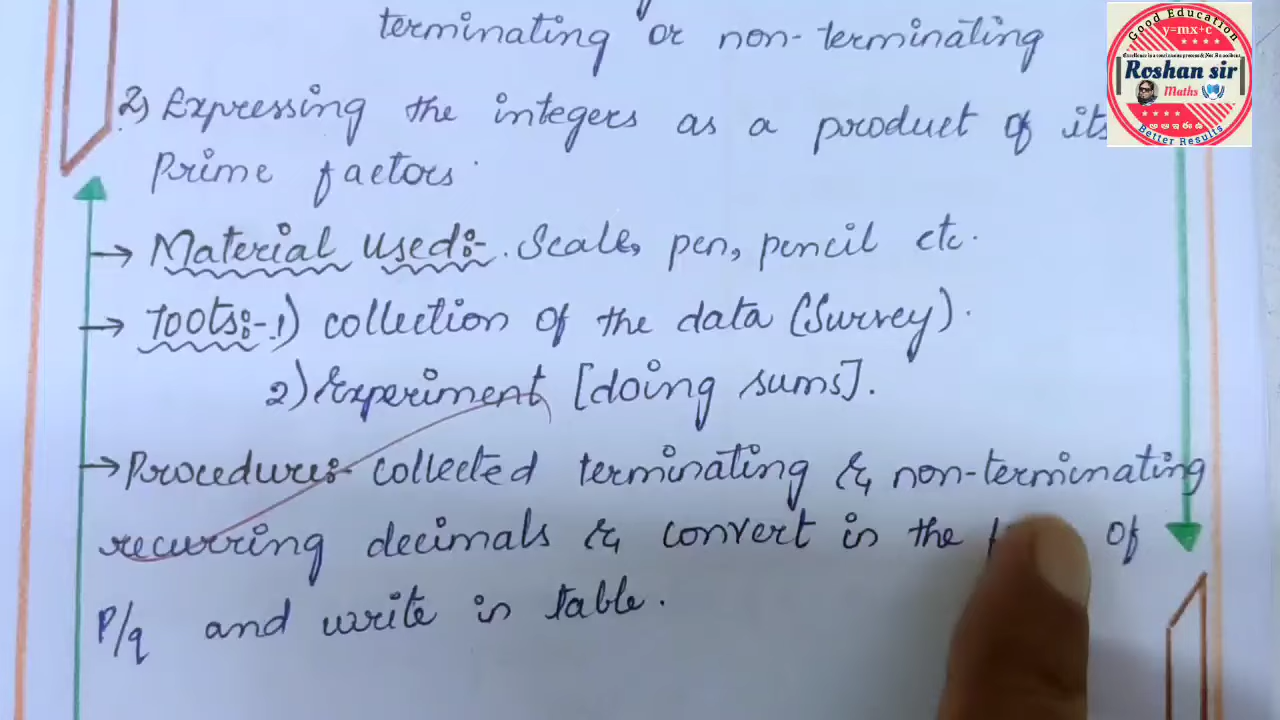 terminating or non-terminating
2) Expressing the integers as a product of its
Prime factors
→ Material used:- Scale, pen, pencil etc.
→ Tools:- 1) collection of the data (Survey).
2) Experiment [doing sums].
→ Procedure:- collected terminating & non-terminating
recurring decimals & convert in the of
P/q and write in table.
Good Education
y=mx+c
Roshan sir
Maths
Better Results